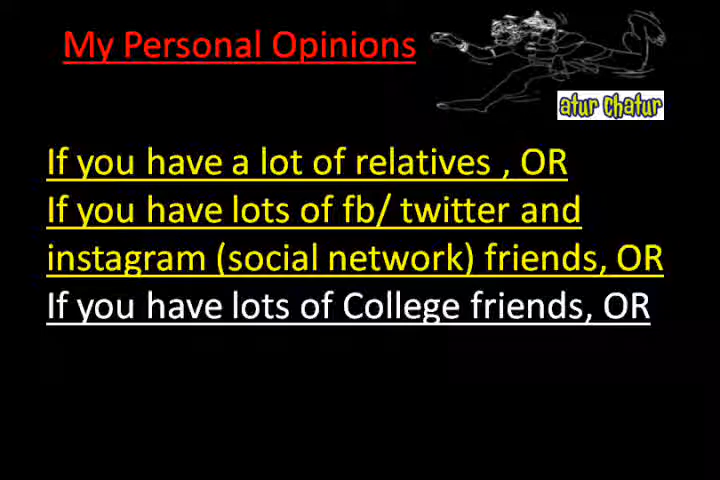 My Personal Opinions
atur chatur
If you have a lot of relatives , OR
If you have lots of fb/ twitter and
instagram (social network) friends, OR
If you have lots of College friends, OR